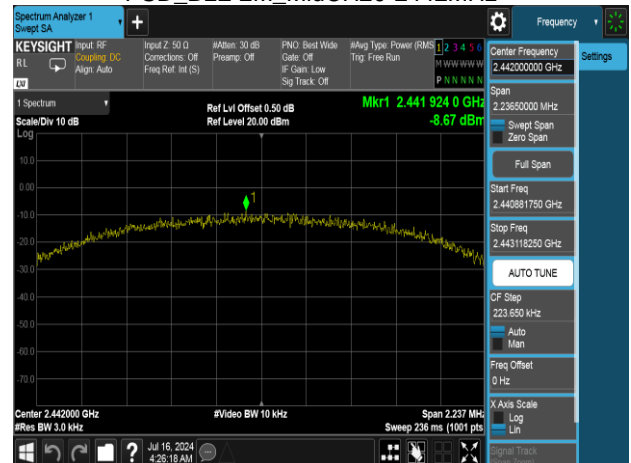 Spectrum Analyzer 1
Swept SA
Frequency
KEYSIGHT
RL
LXI
Input: RF
Coupling: DC
Align: Auto
Input Z: 50 Ω
Corrections: Off
Freq Ref: Int (S)
#Atten: 30 dB
Preamp: Off
PNO: Best Wide
Gate: Off
IF Gain: Low
Sig Track: Off
#Avg Type: Power (RMS
Trig: Free Run
1 2 3 4 5 6
M W W W W W
P N N N N N
Center Frequency
2.442000000 GHz
Settings
Span
2.23650000 MHz
Swept Span
Zero Span
Full Span
Start Freq
2.440881750 GHz
Stop Freq
2.443118250 GHz
AUTO TUNE
CF Step
223.650 kHz
Auto
Man
Freq Offset
0 Hz
X Axis Scale
Log
Lin
Signal Track
1 Spectrum
Scale/Div 10 dB
Log
Ref Lvl Offset 0.50 dB
Ref Level 20.00 dBm
Mkr1 2.441 924 0 GHz
-8.67 dBm
10.0
0.00
-10.0
-20.0
-30.0
-40.0
-50.0
-60.0
-70.0
1
Center 2.442000 GHz
#Res BW 3.0 kHz
#Video BW 10 kHz
Span 2.237 MHz
Sweep 236 ms (1001 pts
Jul 16, 2024
4:26:18 AM